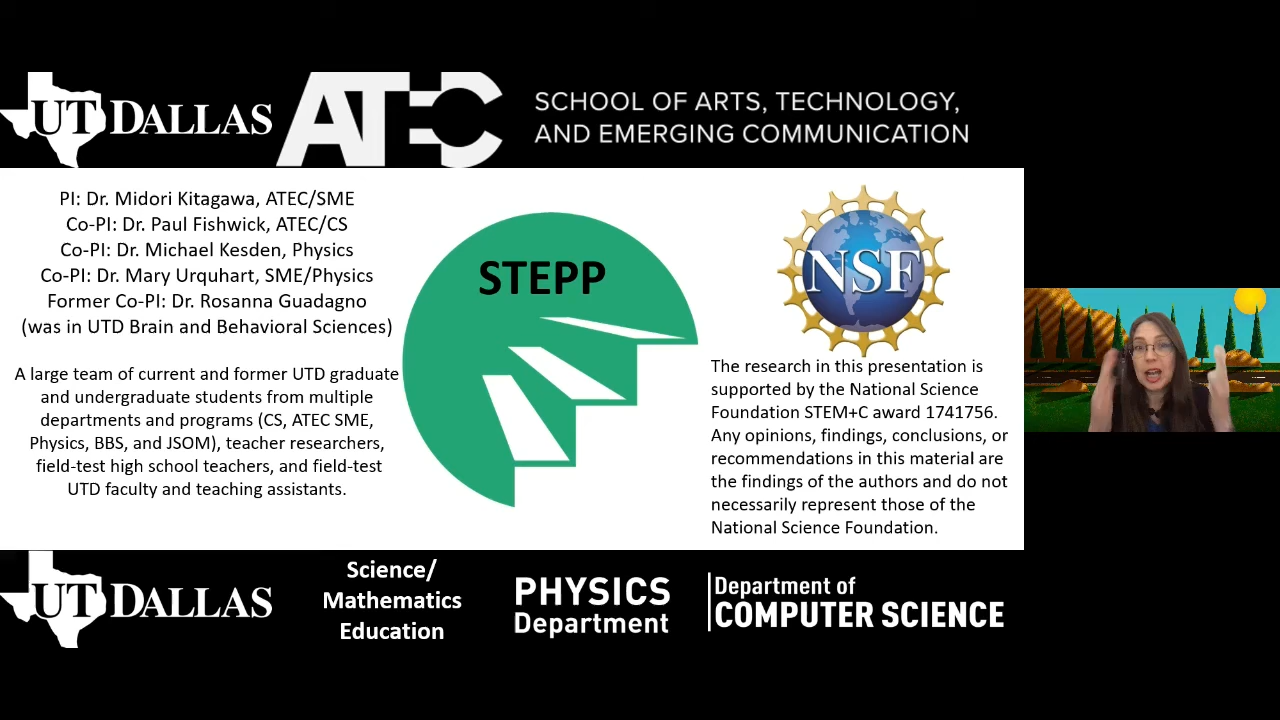 UT DALLAS
ATEC
SCHOOL OF ARTS, TECHNOLOGY,
AND EMERGING COMMUNICATION
PI: Dr. Midori Kitagawa, ATEC/SME
Co-PI: Dr. Paul Fishwick, ATEC/CS
Co-PI: Dr. Michael Kesden, Physics
Co-PI: Dr. Mary Urquhart, SME/Physics
Former Co-PI: Dr. Rosanna Guadagno
(was in UTD Brain and Behavioral Sciences)
A large team of current and former UTD graduate
and undergraduate students from multiple
departments and programs (CS, ATEC SME,
Physics, BBS, and JSOM), teacher researchers,
field-test high school teachers, and field-test
UTD faculty and teaching assistants.
STEPP
NSF
The research in this presentation is
supported by the National Science
Foundation STEM+C award 1741756.
Any opinions, findings, conclusions, or
recommendations in this material are
the findings of the authors and do not
necessarily represent those of the
National Science Foundation.
UT DALLAS
Science/
Mathematics
Education
PHYSICS
Department
Department of
COMPUTER SCIENCE